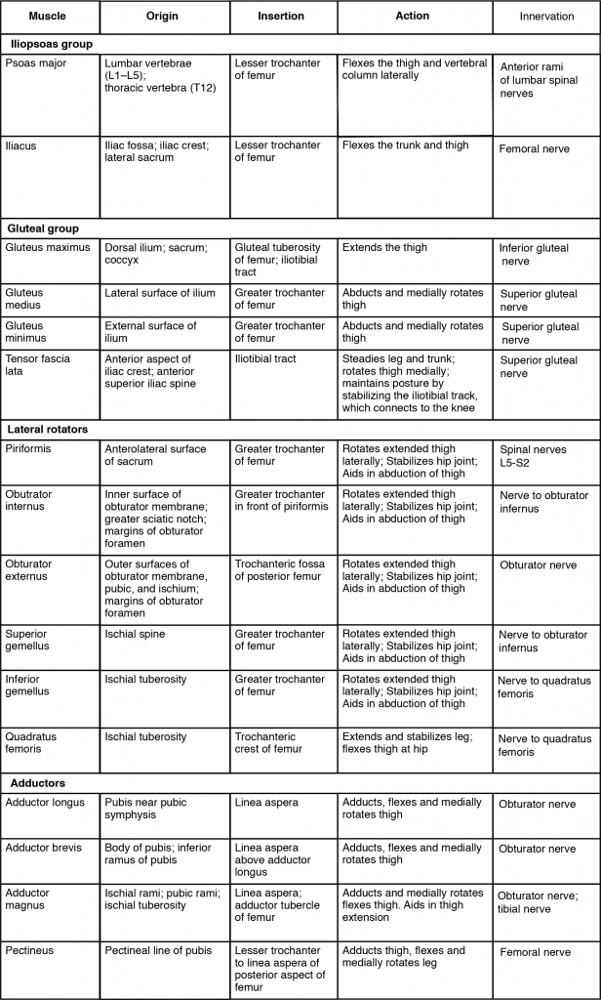 Muscle Origin Insertion Action Innervation
Iliopsoas group
Psoas major
Lumbar vertebrae
(L1–L5);
thoracic vertebra (T12)
Lesser trochanter
of femur
Flexes the thigh and vertebral
column laterally
Anterior rami
of lumbar spinal
nerves
Iliacus
Iliac fossa; iliac crest;
lateral sacrum
Lesser trochanter
of femur
Flexes the trunk and thigh
Femoral nerve
Gluteal group
Gluteus maximus
Dorsal ilium; sacrum;
coccyx
Gluteal tuberosity
of femur; iliotibial
tract
Extends the thigh
Inferior gluteal
nerve
Gluteus
medius
Lateral surface of ilium
Greater trochanter
of femur
Abducts and medially rotates
thigh
Superior gluteal
nerve
Gluteus
minimus
External surface of
ilium
Greater trochanter
of femur
Abducts and medially rotates
thigh
Superior gluteal
nerve
Tensor fascia
lata
Anterior aspect of
iliac crest; anterior
superior iliac spine
Iliotibial tract
Steadies leg and trunk;
rotates thigh medially;
maintains posture by
stabilizing the iliotibial track,
which connects to the knee
Superior gluteal
nerve
Lateral rotators
Piriformis
Anterolateral surface
of sacrum
Greater trochanter
of femur
Rotates extended thigh
laterally; Stabilizes hip joint;
Aids in abduction of thigh
Spinal nerves
L5-S2
Obutrator
internus
Inner surface of
obturator membrane;
greater sciatic notch;
margins of obturator
foramen
Greater trochanter
in front of piriformis
Rotates extended thigh
laterally; Stabilizes hip joint;
Aids in abduction of thigh
Nerve to obturator
infernus
Obturator
externus
Outer surfaces of
obturator membrane,
pubic, and ischium;
margins of obturator
foramen
Trochanteric fossa
of posterior femur
Rotates extended thigh
laterally; Stabilizes hip joint;
Aids in abduction of thigh
Obturator nerve
Superior
gemellus
Ischial spine
Greater trochanter
of femur
Rotates extended thigh
laterally; Stabilizes hip joint;
Aids in abduction of thigh
Nerve to obturator
infernus
Inferior
gemellus
Ischial tuberosity
Greater trochanter
of femur
Rotates extended thigh
laterally; Stabilizes hip joint;
Aids in abduction of thigh
Nerve to quadratus
femoris
Quadratus
femoris
Ischial tuberosity
Trochanteric
crest of femur
Extends and stabilizes leg;
flexes thigh at hip
Nerve to quadratus
femoris
Adductors
Adductor longus
Pubis near pubic
symphysis
Linea aspera
Adducts, flexes and medially
rotates thigh
Obturator nerve
Adductor brevis
Body of pubis; inferior
ramus of pubis
Linea aspera
above adductor
longus
Adducts, flexes and medially
rotates thigh
Obturator nerve
Adductor
magnus
Ischial rami; pubic rami;
ischial tuberosity
Linea aspera;
adductor tubercle
of femur
Adducts and medially rotates
flexes thigh. Aids in thigh
extension
Obturator nerve;
tibial nerve
Pectineus
Pectineal line of pubis
Lesser trochanter
to linea aspera of
posterior aspect of
femur
Adducts thigh, flexes and
medially rotates leg
Femoral nerve